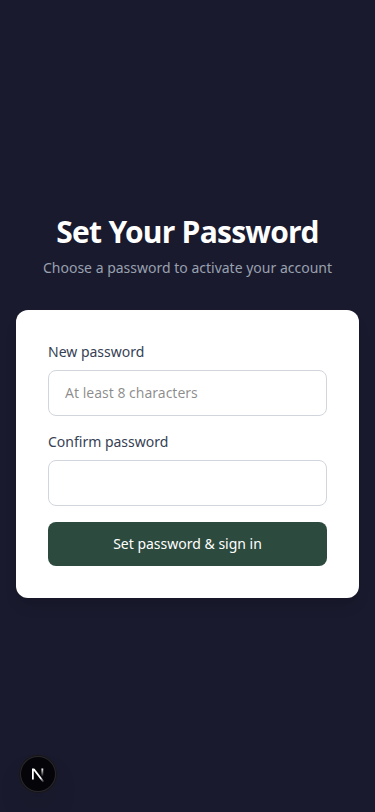 Set Your Password
Choose a password to activate your account
New password
At least 8 characters
Confirm password
Set password & sign in
N